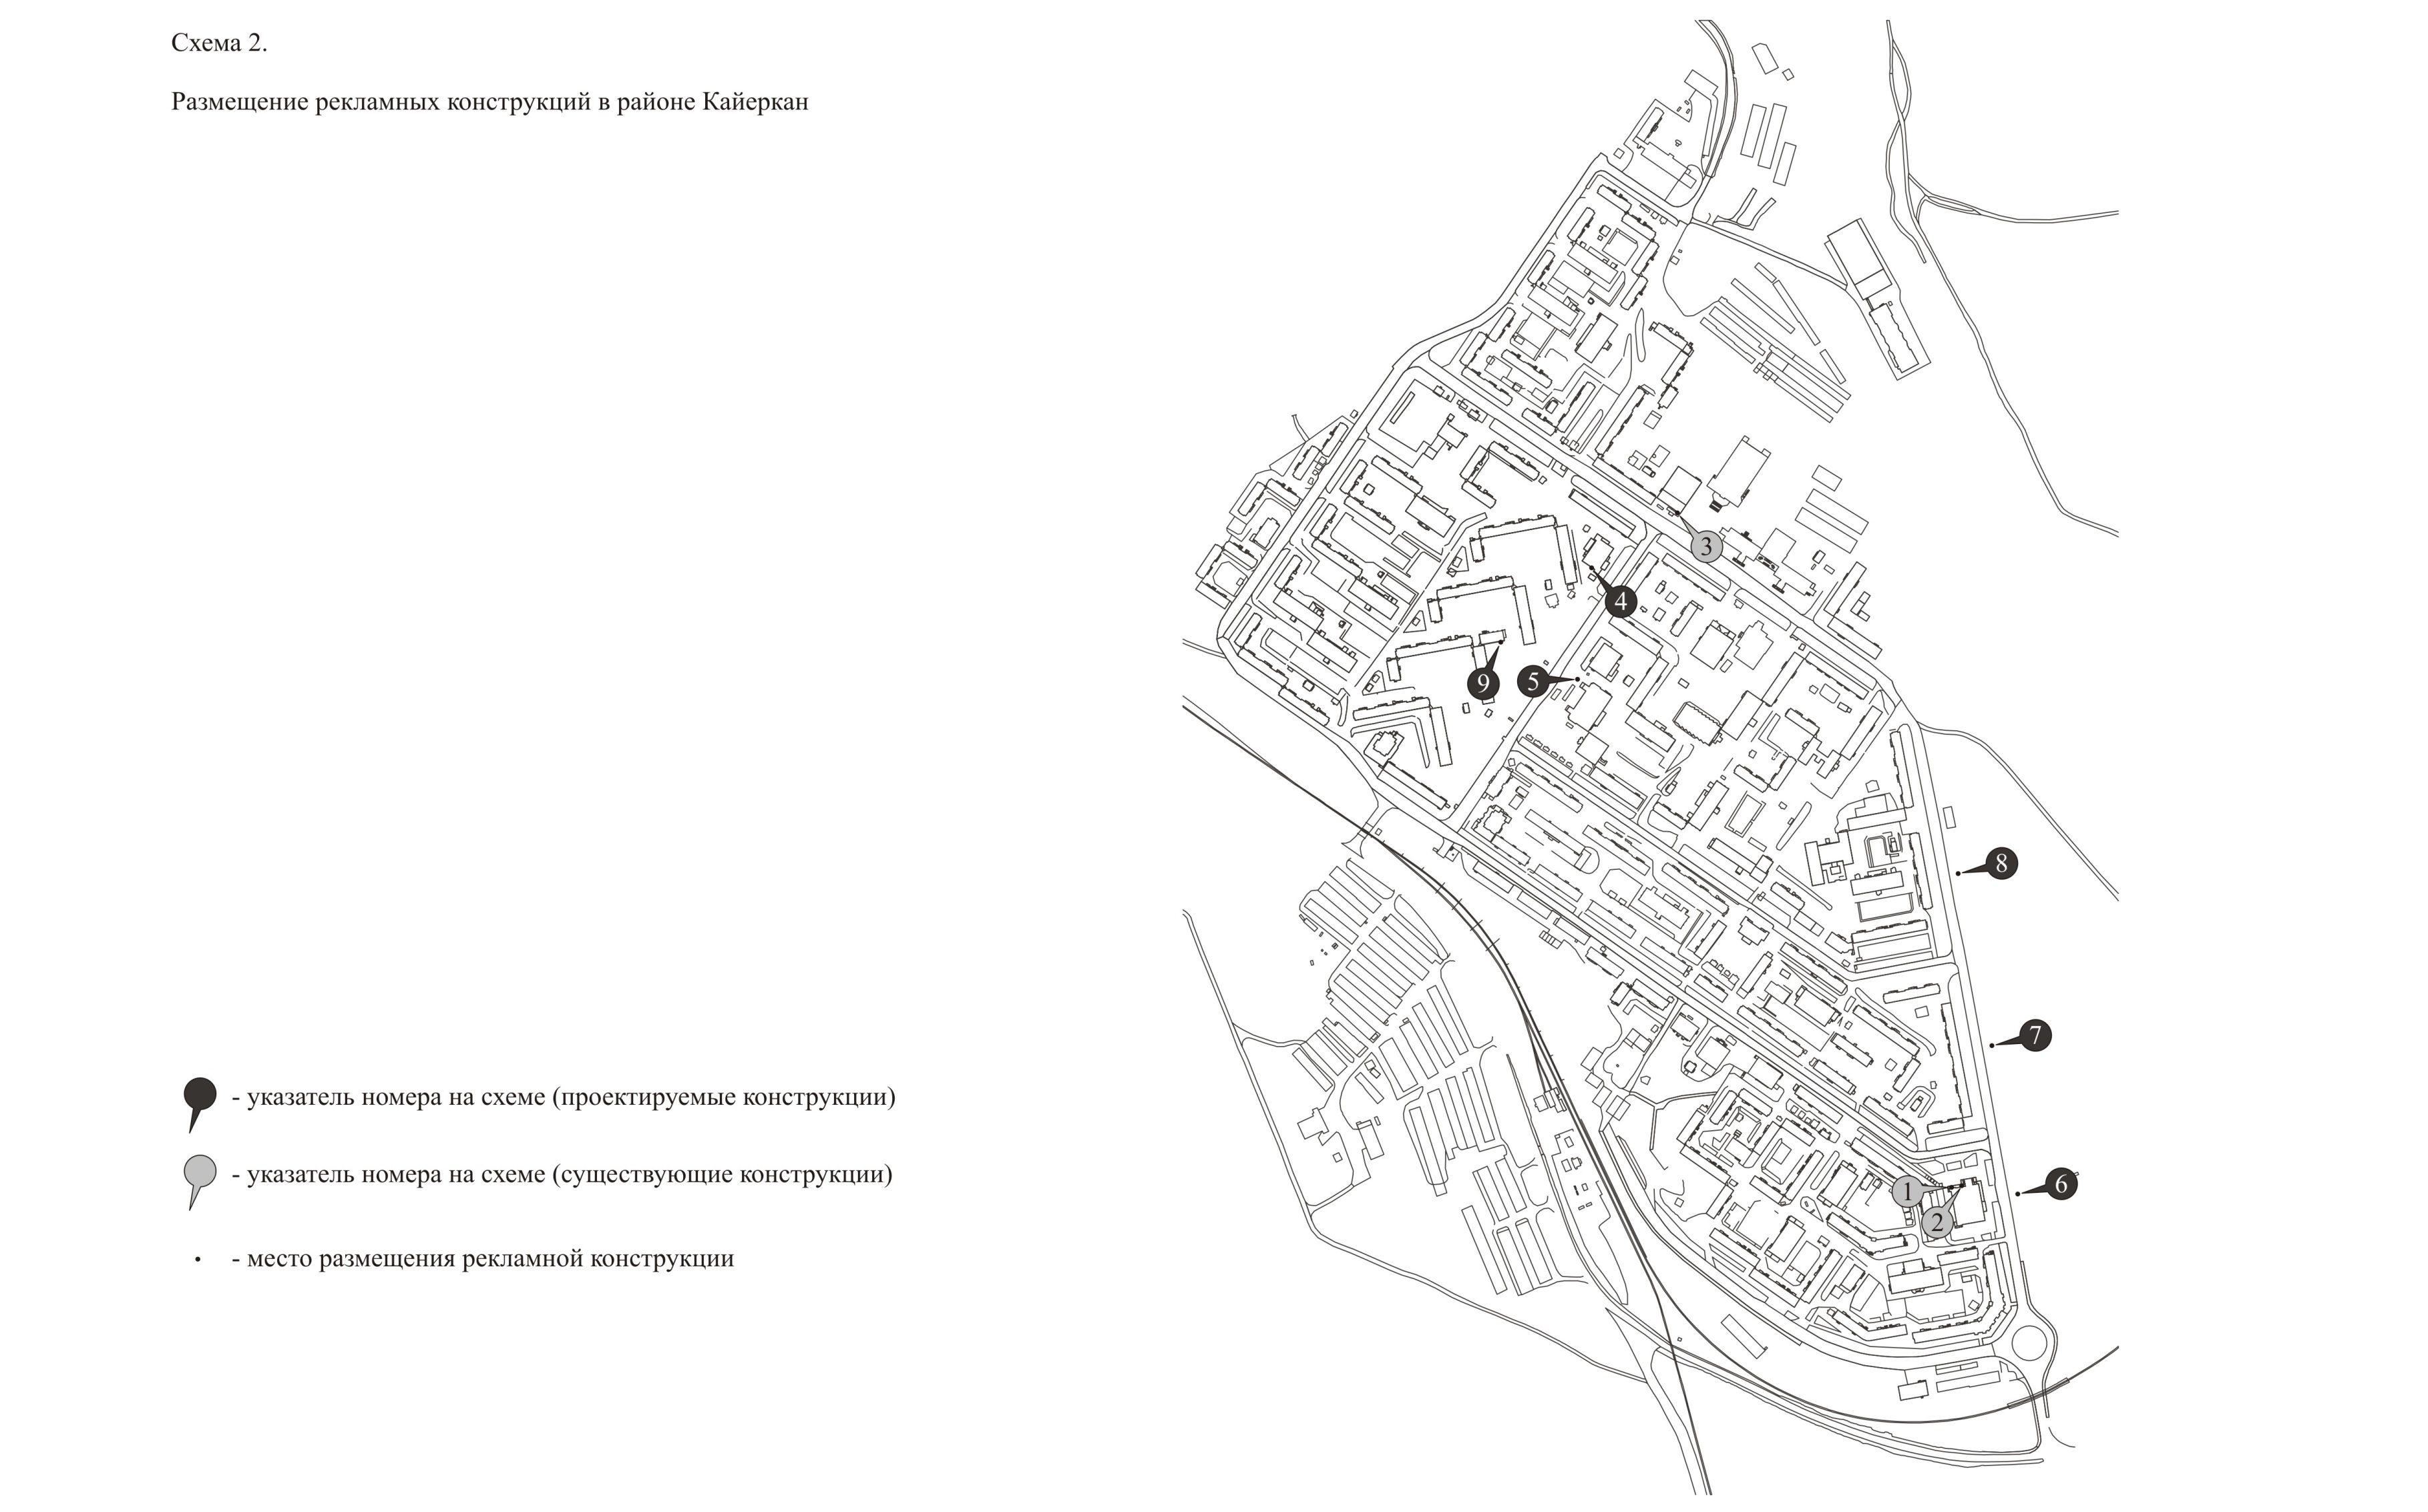 Схема 2.
Размещение рекламных конструкций в районе Кайеркан
3
4
9
5
8
7
6
1
2
- указатель номера на схеме (проектируемые конструкции)
- указатель номера на схеме (существующие конструкции)
- место размещения рекламной конструкции